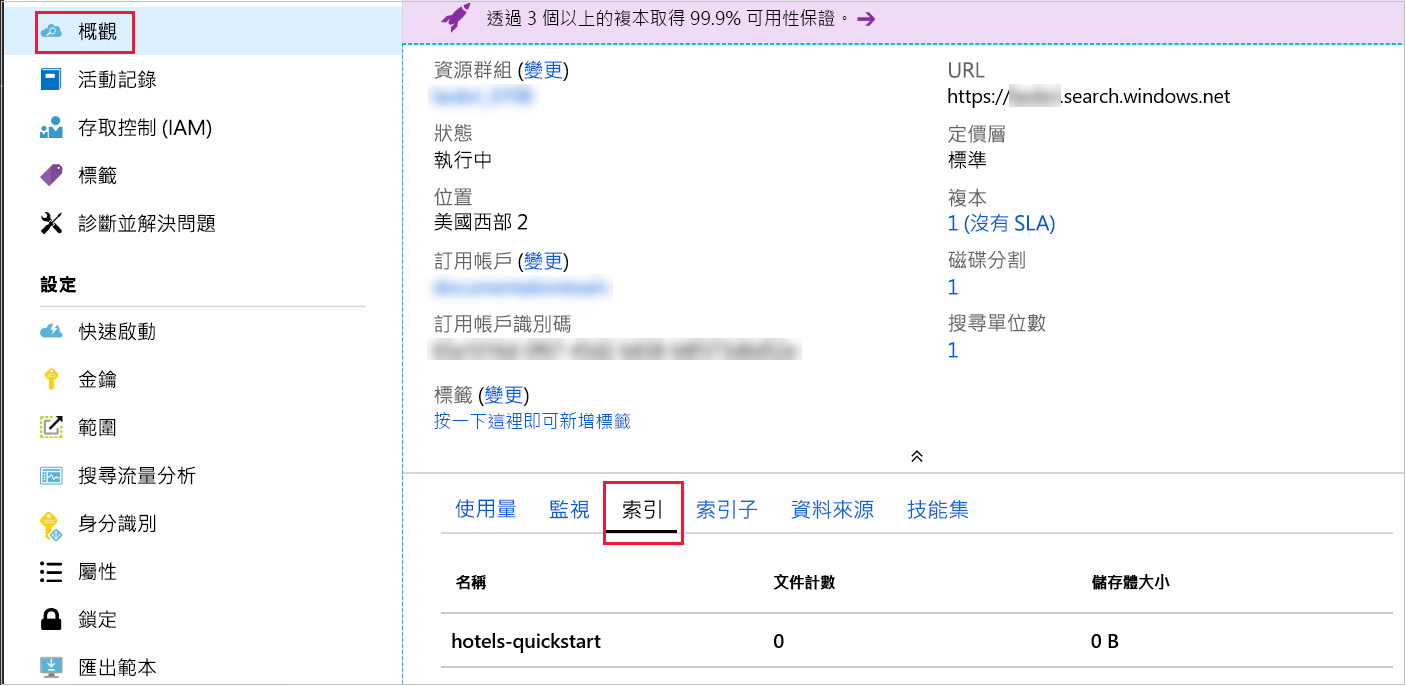 概觀
活動記錄
存取控制 (IAM)
標籤
診斷並解決問題
設定
快速啟動
金鑰
範圍
搜尋流量分析
身分識別
屬性
鎖定
匯出範本
透過 3 個以上的複本取得 99.9% 可用性保證。
資源群組 (變更)
狀態
執行中
位置
美國西部 2
訂用帳戶 (變更)
訂用帳戶識別碼
標籤 (變更)
按一下這裡即可新增標籤
URL
https:// .search.windows.net
定價層
標準
複本
1 (沒有 SLA)
磁碟分割
1
搜尋單位數
1
使用量 監視 索引 索引子 資料來源 技能集
名稱 文件計數 儲存體大小
hotels-quickstart 0 0 B